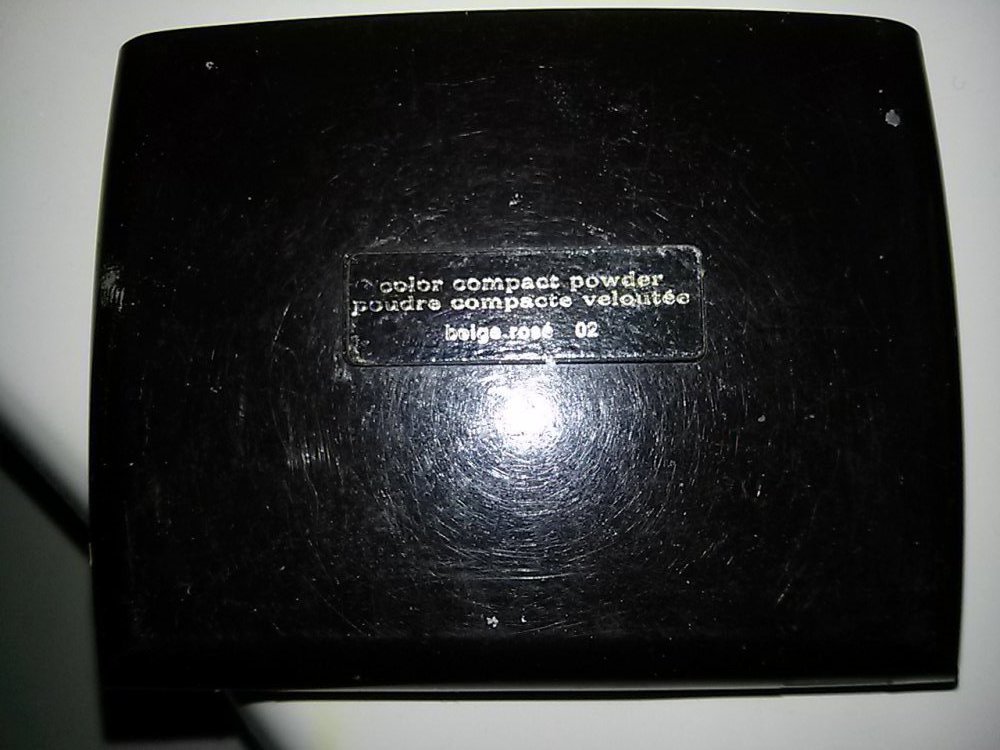 color compact powder
poudre compacte veloutée
beige rosé 02